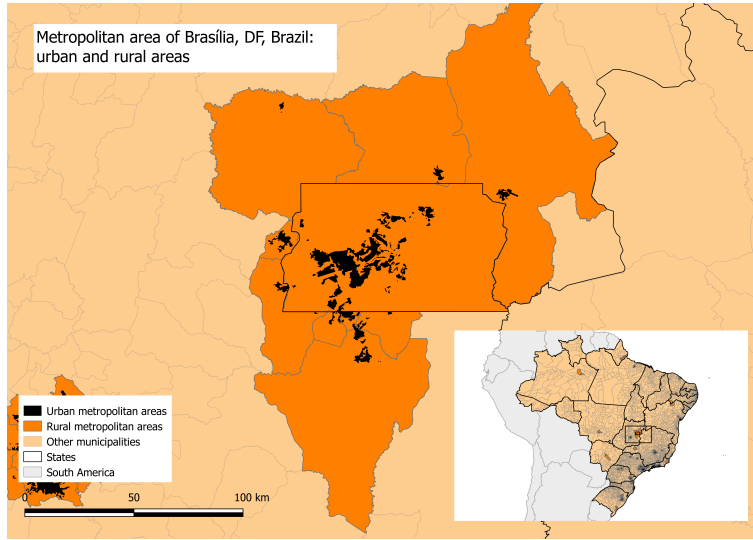 Metropolitan area of Brasília, DF, Brazil:
urban and rural areas
Urban metropolitan areas
Rural metropolitan areas
Other municipalities
States
South America
0 50 100 km